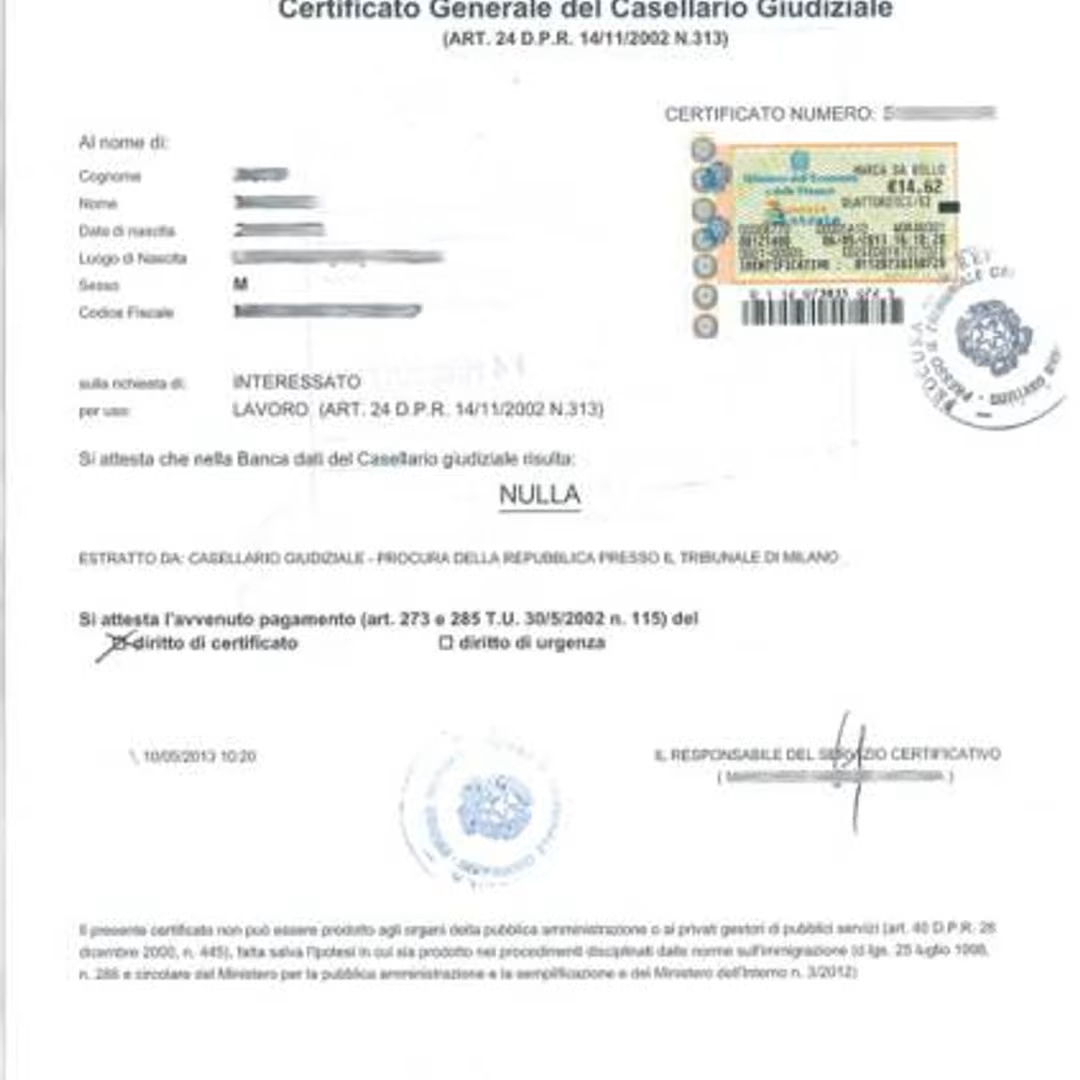 Certificato Generale del Casellario Giudiziale
(ART. 24 D.P.R. 14/11/2002 N.313)
CERTIFICATO NUMERO:
Al nome di:
Cognome
Nome
Data di nascita
Luogo di Nascita
Sesso M
Codice Fiscale
MARCA DA BOLLO
€14,62
sulla richiesta di: INTERESSATO
per uso: LAVORO (ART. 24 D.P.R. 14/11/2002 N.313)
Si attesta che nella Banca dati del Casellario giudiziale risulta:
NULLA
ESTRATTO DA: CASELLARIO GIUDIZIALE - PROCURA DELLA REPUBBLICA PRESSO IL TRIBUNALE DI MILANO
Si attesta l'avvenuto pagamento (art. 273 e 285 T.U. 30/5/2002 n. 115) del
diritto di certificato diritto di urgenza
10/05/2013 10:20
IL RESPONSABILE DEL SERVIZIO CERTIFICATIVO
Il presente certificato non può essere prodotto agli organi della pubblica amministrazione o ai privati gestori di pubblici servizi (art. 40 D.P.R. 28
dicembre 2000, n. 445), fatta salva l'ipotesi in cui sia prodotto nei procedimenti disciplinati dalle norme sull'immigrazione (d.lgs. 25 luglio 1998,
n. 286 e circolare del Ministero per la pubblica amministrazione e la semplificazione e del Ministero dell'Interno n. 3/2012)